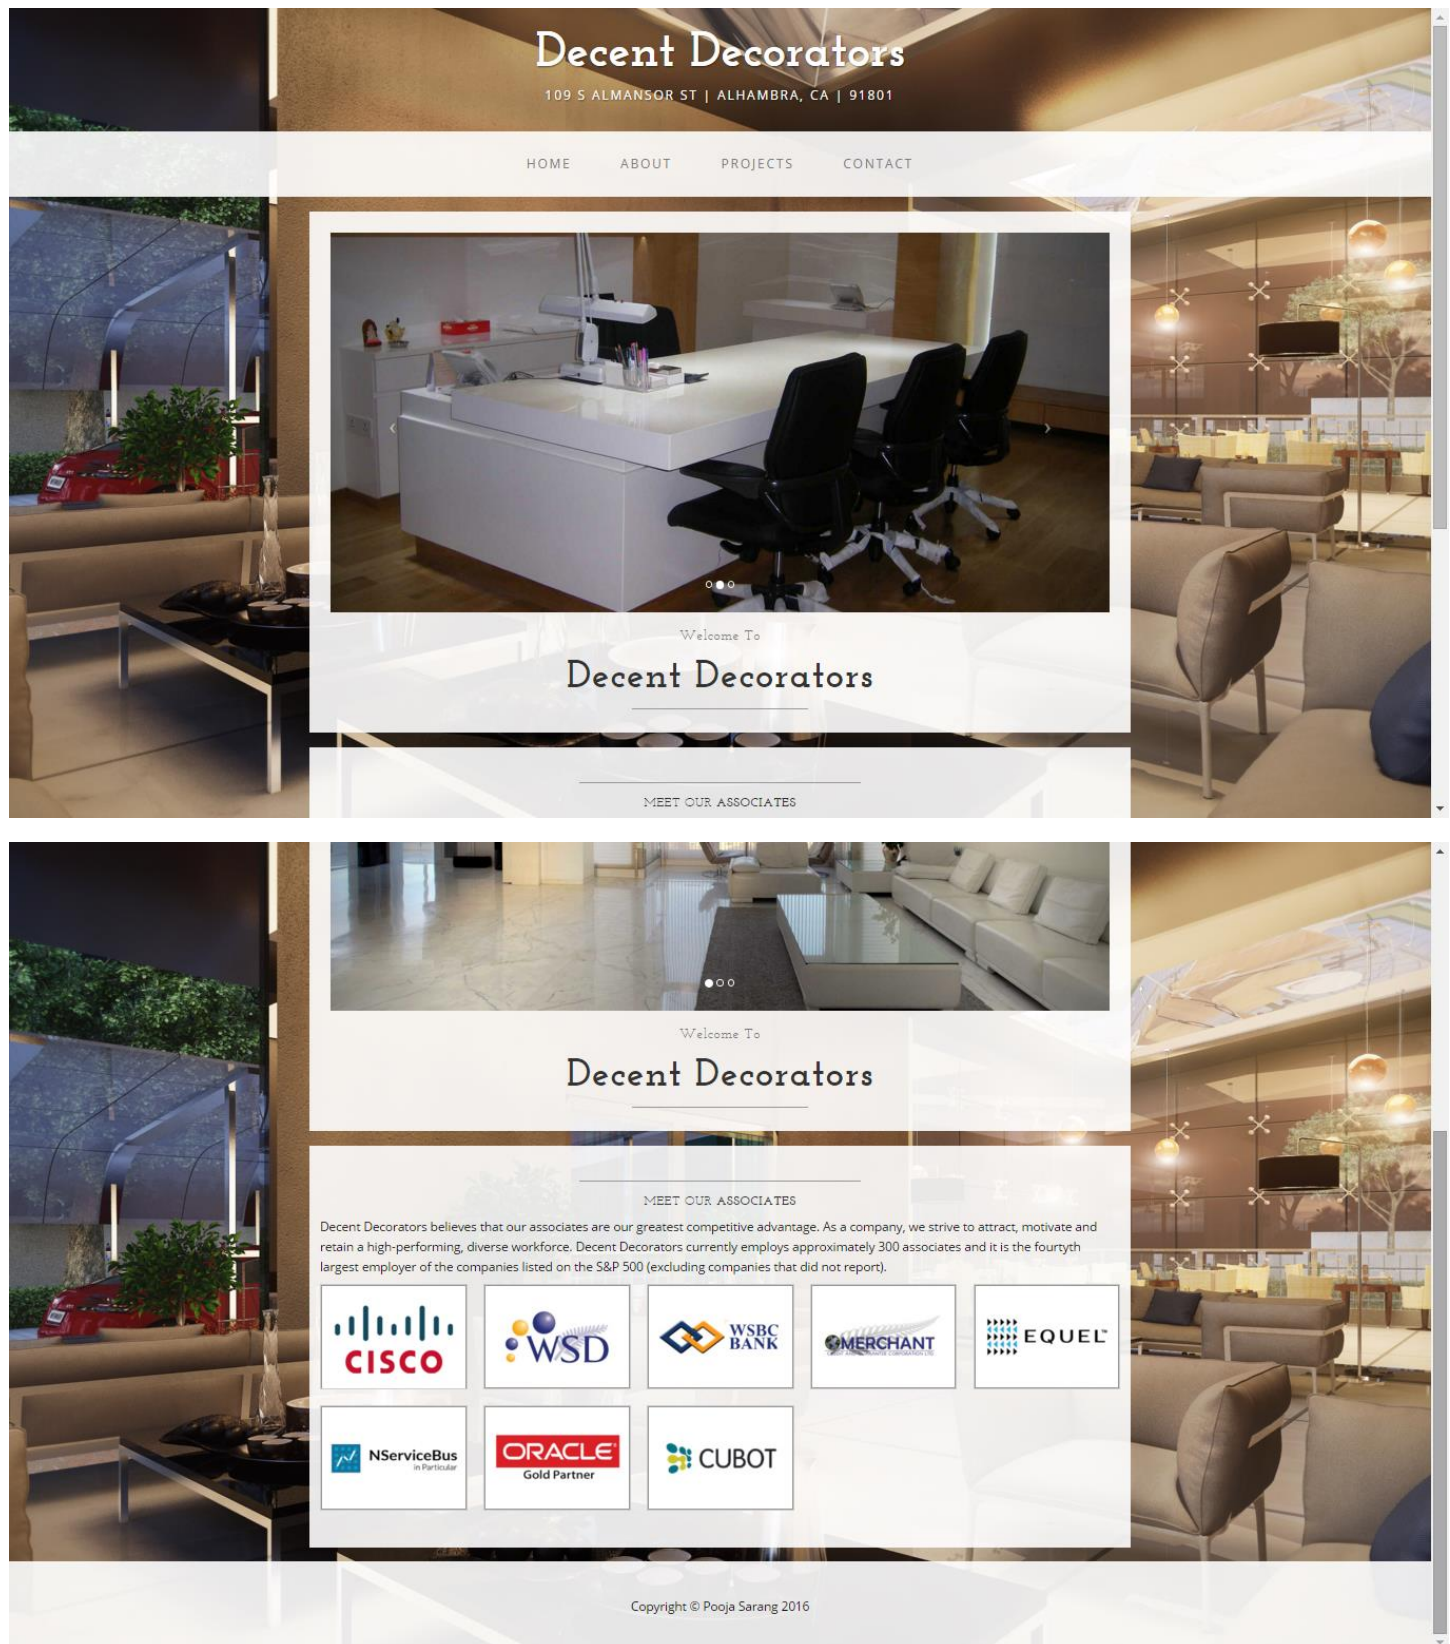 Decent Decorators
109 S ALMANSOR ST | ALHAMBRA, CA | 91801
HOME ABOUT PROJECTS CONTACT
Welcome To
Decent Decorators
MEET OUR ASSOCIATES
Welcome To
Decent Decorators
MEET OUR ASSOCIATES
Decent Decorators believes that our associates are our greatest competitive advantage. As a company, we strive to attract, motivate and
retain a high-performing, diverse workforce. Decent Decorators currently employs approximately 300 associates and it is the fourtyth
largest employer of the companies listed on the S&P 500 (excluding companies that did not report).
CISCO
WSD
WSBC
BANK
MERCHANT
EQUEL
NServiceBus
in Particular
ORACLE
Gold Partner
CUBOT
Copyright © Pooja Sarang 2016